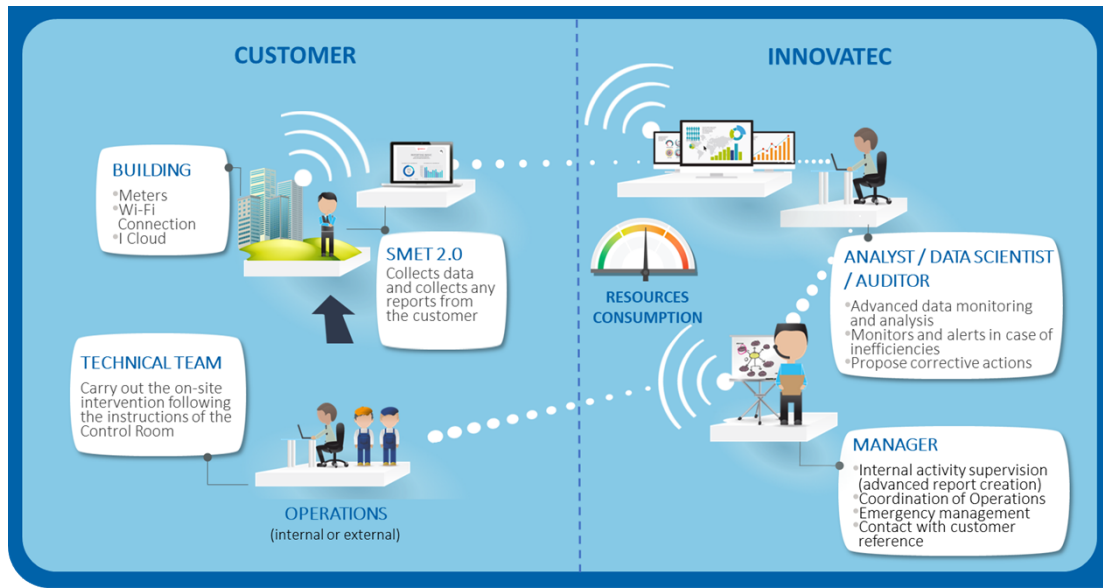 CUSTOMER
INNOVATEC
BUILDING
Meters
Wi-Fi
Connection
I Cloud
SMET 2.0
Collects data
and collects any
reports from
the customer
TECHNICAL TEAM
Carry out the on-site
intervention following
the instructions of the
Control Room
OPERATIONS
(internal or external)
RESOURCES
CONSUMPTION
ANALYST / DATA SCIENTIST
/ AUDITOR
Advanced data monitoring
and analysis
Monitors and alerts in case of
inefficiencies
Propose corrective actions
MANAGER
Internal activity supervision
(advanced report creation)
Coordination of Operations
Emergency management
Contact with customer
reference